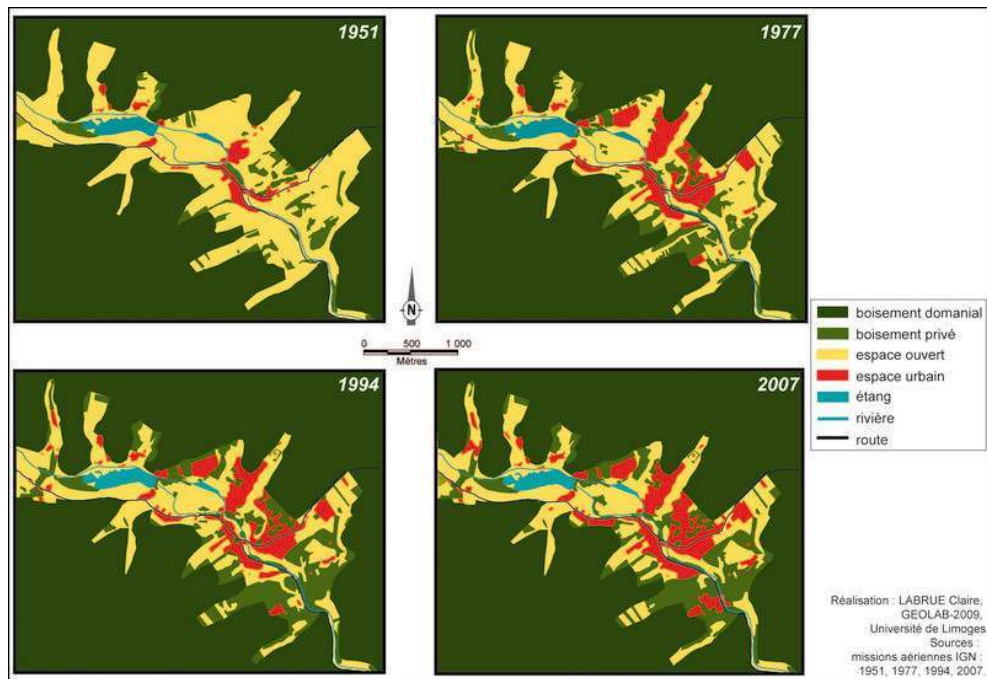 1951
1977
N
0 500 1 000
Mètres
boisement domanial
boisement privé
espace ouvert
espace urbain
étang
rivière
route
1994
2007
Réalisation : LABRUE Claire,
GEOLAB-2009,
Université de Limoges
Sources :
missions aériennes IGN :
1951, 1977, 1994, 2007.